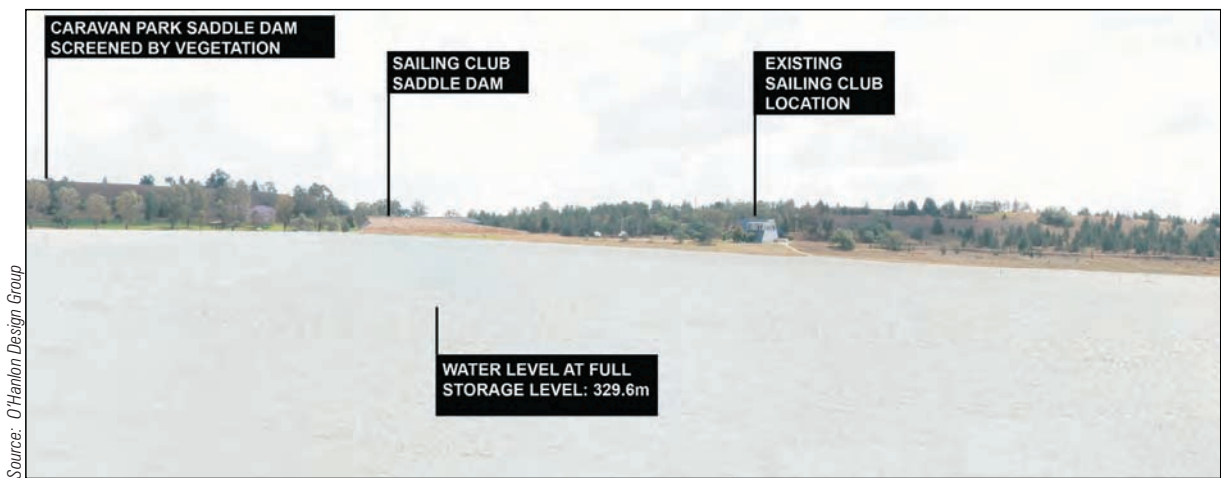 CARAVAN PARK SADDLE DAM
SCREENED BY VEGETATION
SAILING CLUB
SADDLE DAM
EXISTING
SAILING CLUB
LOCATION
WATER LEVEL AT FULL
STORAGE LEVEL: 329.6m
Source: O'Hanlon Design Group